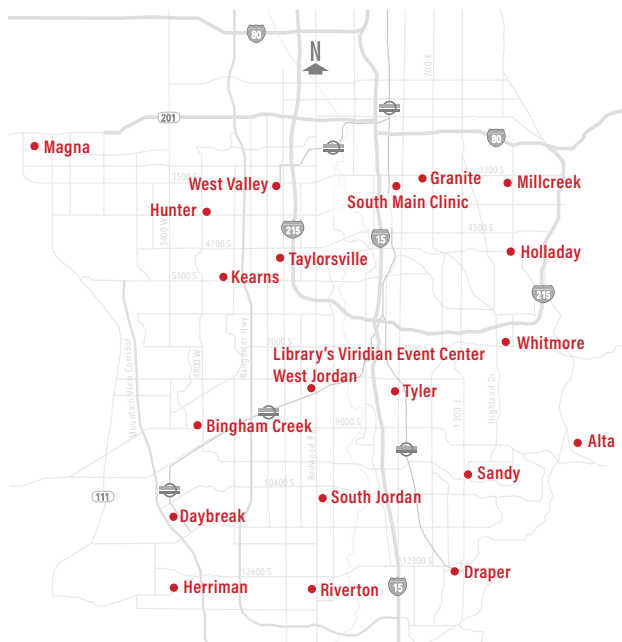 80
N
700 E
201
80
Magna
3500 S
West Valley
Granite
3300 S
Millcreek
South Main Clinic
Hunter
5400 W
215
15
4500 S
4700 S
Taylorsville
Holladay
5400 S
Kearns
215
Mountain View Corridor
Bangerter Hwy
4800 W
7000 S
Whitmore
Library's Viridian Event Center
West Jordan
Highland Dr
Tyler
1300 E
Bingham Creek
Redwood Rd
9000 S
Alta
Sandy
111
10400 S
South Jordan
Daybreak
12300 S
12600 S
Draper
Herriman
Riverton
15